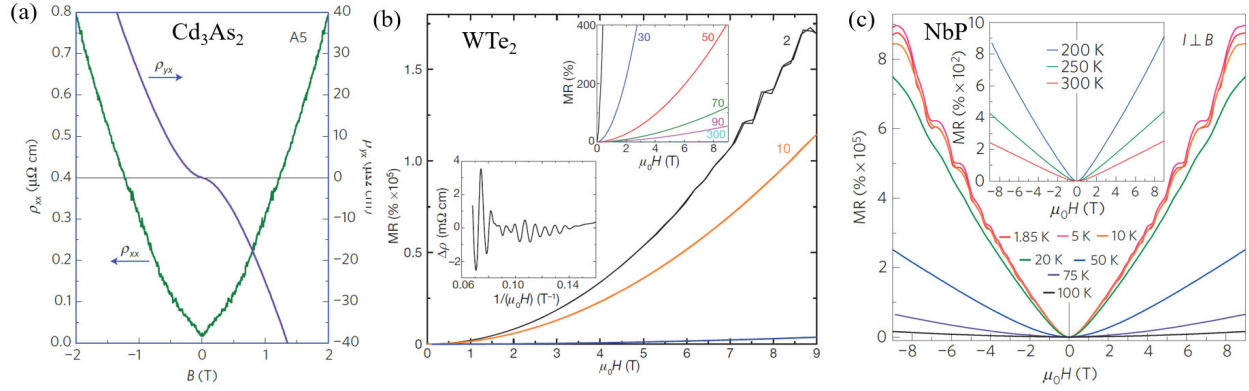 (a)
Cd3As2
A5
ρyx
ρxx
ρxx (μΩ cm)
0.8
0.7
0.6
0.5
0.4
0.3
0.2
0.1
0.0
40
30
20
10
0
−10
−20
−30
−40
−2
−1
0
1
2
B (T)
(b)
WTe2
MR (% ×10⁵)
1.5
1.0
0.5
0.0
0
1
2
3
4
5
6
7
8
9
μ0H (T)
2
10
MR (%)
400
200
0
0
2
4
6
8
μ0H (T)
30
50
70
90
300
Δρ (mΩ cm)
4
2
0
−2
0.06
0.10
0.14
1/(μ0H) (T⁻¹)
(c)
NbP
I ⊥ B
MR (% × 10⁵)
8
6
4
2
0
−8
−6
−4
−2
0
2
4
6
8
μ0H (T)
MR (% × 10²)
10
8
6
4
2
0
−8 −6 −4 −2 0 2 4 6 8
μ0H (T)
200 K
250 K
300 K
1.85 K 5 K 10 K
20 K 50 K
75 K
100 K